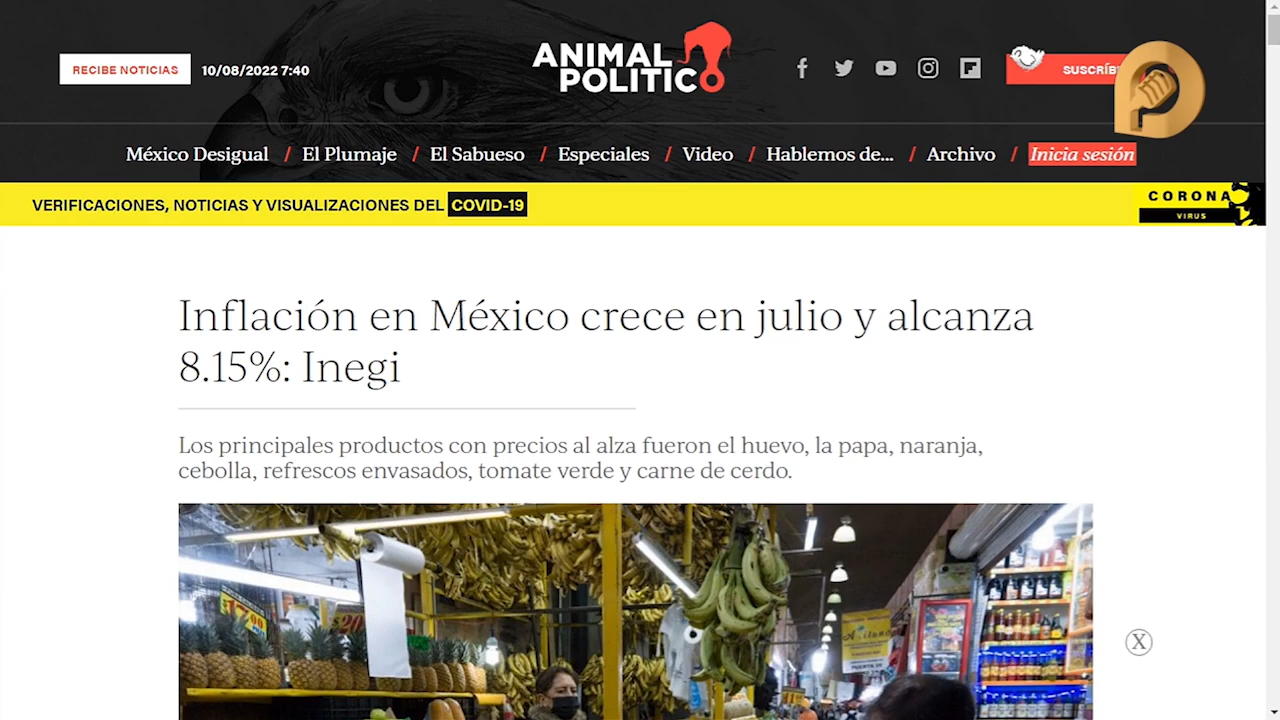 RECIBE NOTICIAS
10/08/2022 7:40
ANIMAL
POLITICO
México Desigual / El Plumaje / El Sabueso / Especiales / Video / Hablemos de... / Archivo / Inicia sesión
VERIFICACIONES, NOTICIAS Y VISUALIZACIONES DEL COVID-19
CORONA
VIRUS
Inflación en México crece en julio y alcanza
8.15%: Inegi
Los principales productos con precios al alza fueron el huevo, la papa, naranja,
cebolla, refrescos envasados, tomate verde y carne de cerdo.
X